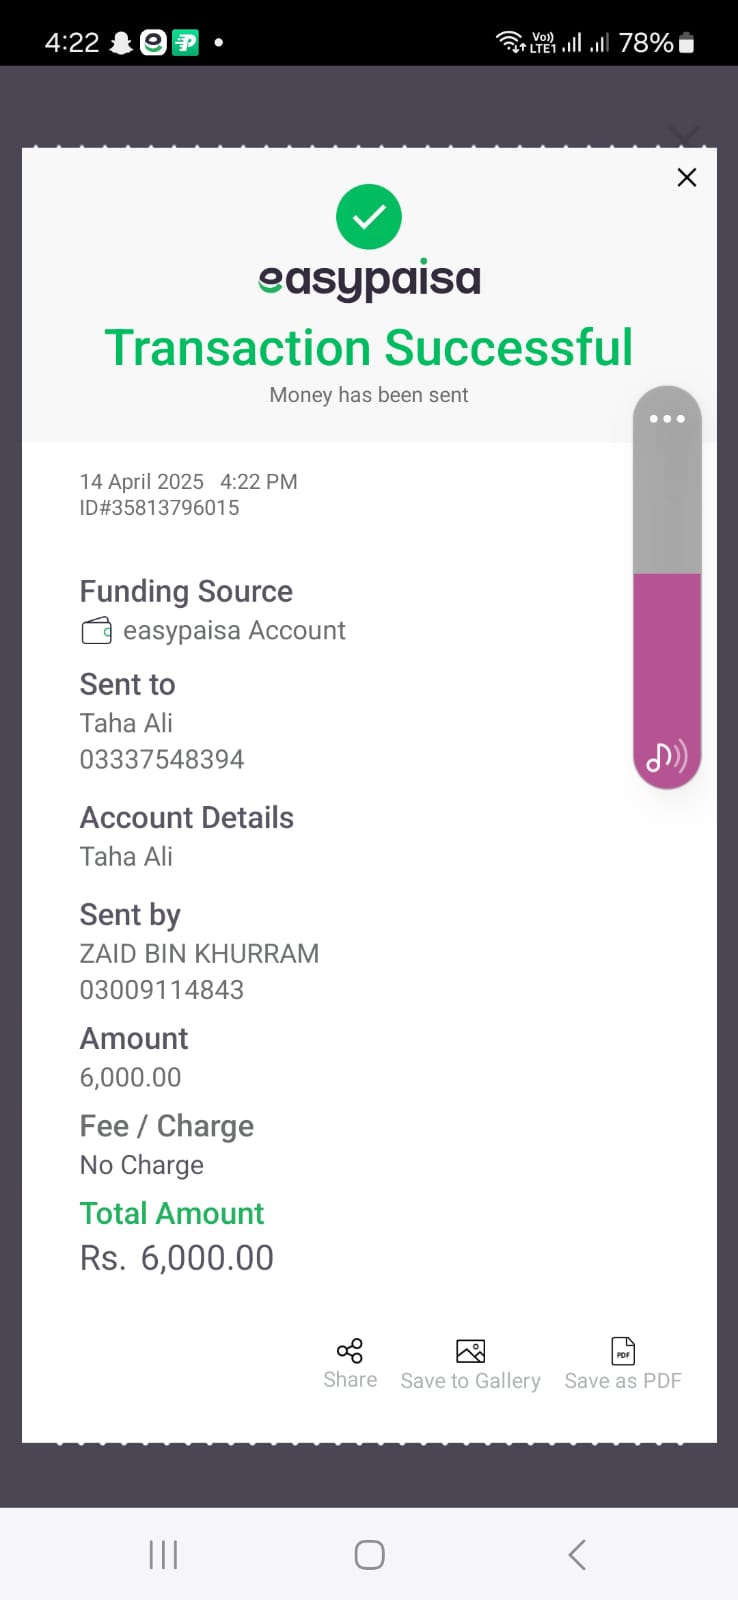 4:22
Vo))
LTE1
78%
easypaisa
Transaction Successful
Money has been sent
14 April 2025 4:22 PM
ID#35813796015
Funding Source
easypaisa Account
Sent to
Taha Ali
03337548394
Account Details
Taha Ali
Sent by
ZAID BIN KHURRAM
03009114843
Amount
6,000.00
Fee / Charge
No Charge
Total Amount
Rs. 6,000.00
PDF
Share Save to Gallery Save as PDF